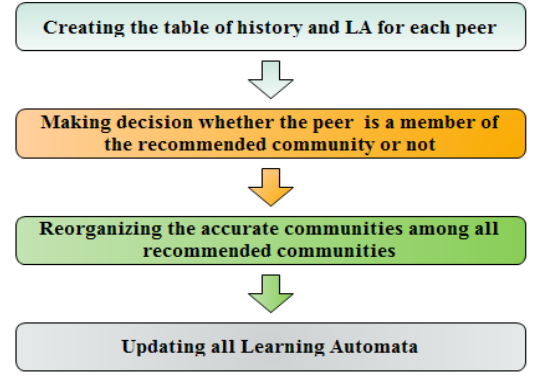 Creating the table of history and LA for each peer
Making decision whether the peer is a member of
the recommended community or not
Reorganizing the accurate communities among all
recommended communities
Updating all Learning Automata